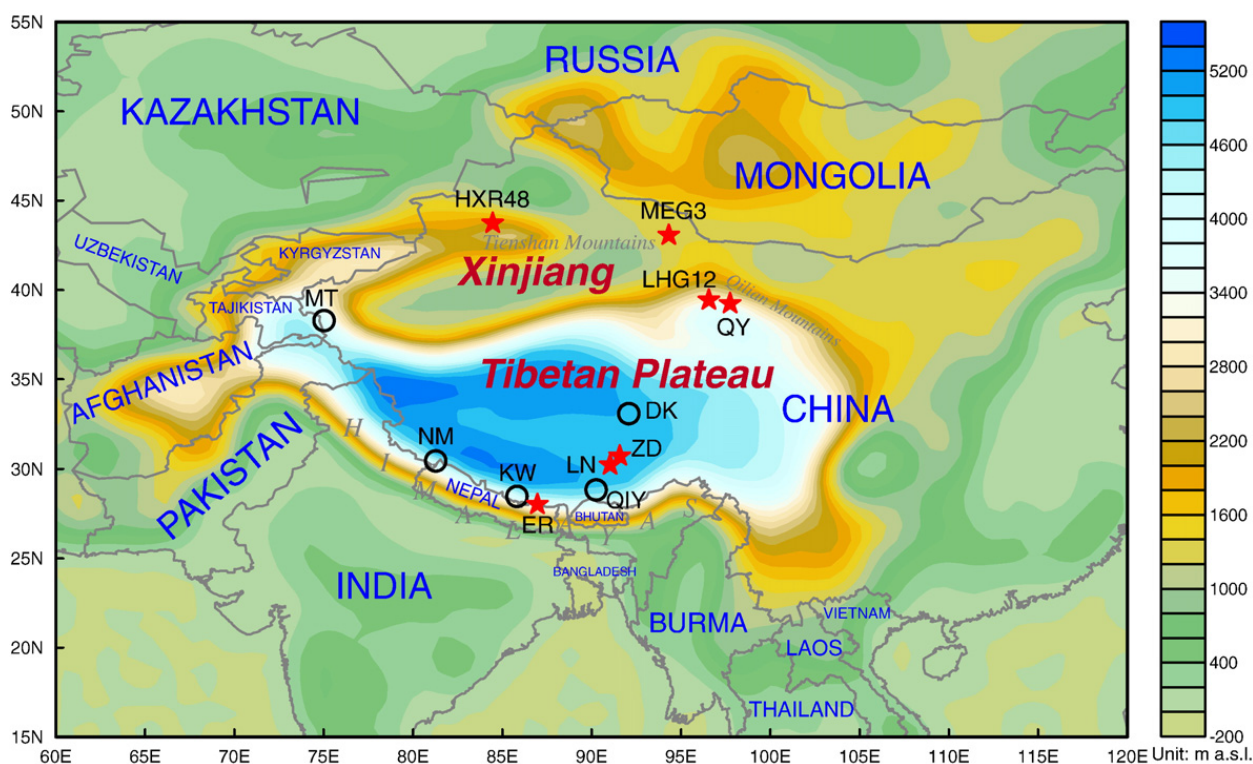 55N
50N
45N
40N
35N
30N
25N
20N
15N
60E
65E
70E
75E
80E
85E
90E
95E
100E
105E
110E
115E
120E
RUSSIA
KAZAKHSTAN
MONGOLIA
HXR48
MEG3
Tienshan Mountains
UZBEKISTAN
KYRGYZSTAN
Xinjiang
LHG12
Qilian Mountains
MT
TAJIKISTAN
QY
AFGHANISTAN
Tibetan Plateau
CHINA
DK
PAKISTAN
NM
ZD
LN
KW
QIY
NEPAL
ER
BHUTAN
H I M A L A Y A S
BANGLADESH
INDIA
BURMA
VIETNAM
LAOS
THAILAND
5200
4600
4000
3400
2800
2200
1600
1000
400
-200
Unit: m a.s.l.